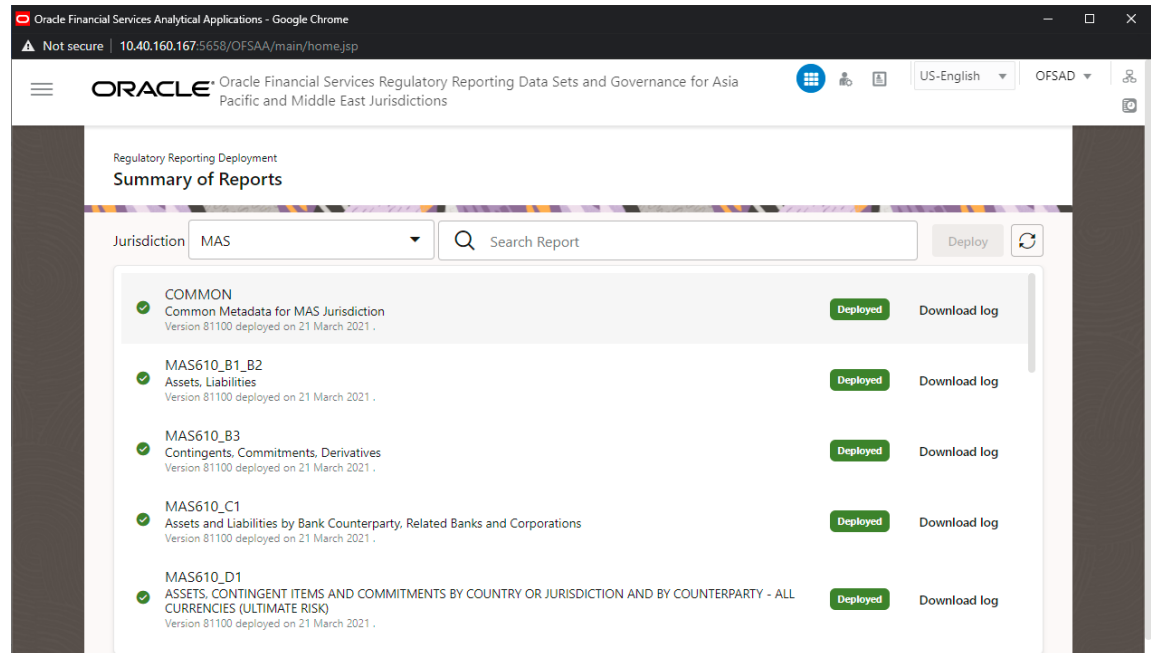 Oracle Financial Services Analytical Applications - Google Chrome
Not secure | 10.40.160.167:5658/OFSAA/main/home.jsp
ORACLE® Oracle Financial Services Regulatory Reporting Data Sets and Governance for Asia
Pacific and Middle East Jurisdictions
US-English
OFSAD
Regulatory Reporting Deployment
Summary of Reports
Jurisdiction MAS
Search Report
Deploy
COMMON
Common Metadata for MAS Jurisdiction
Version 81100 deployed on 21 March 2021 .
Deployed
Download log
MAS610_B1_B2
Assets, Liabilities
Version 81100 deployed on 21 March 2021 .
Deployed
Download log
MAS610_B3
Contingents, Commitments, Derivatives
Version 81100 deployed on 21 March 2021 .
Deployed
Download log
MAS610_C1
Assets and Liabilities by Bank Counterparty, Related Banks and Corporations
Version 81100 deployed on 21 March 2021 .
Deployed
Download log
MAS610_D1
ASSETS, CONTINGENT ITEMS AND COMMITMENTS BY COUNTRY OR JURISDICTION AND BY COUNTERPARTY - ALL
CURRENCIES (ULTIMATE RISK)
Version 81100 deployed on 21 March 2021 .
Deployed
Download log